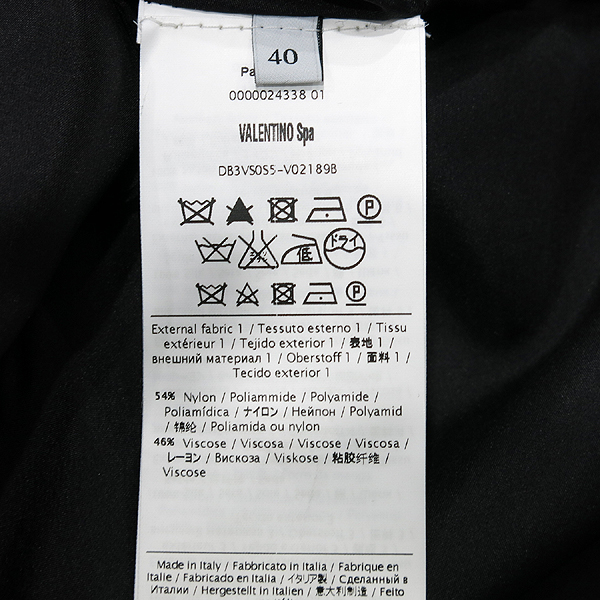 40
Pa
0000024338 01
VALENTINO Spa
DB3VS0S5-V02189B
P
低 ドライ
P
External fabric 1 / Tessuto esterno 1 / Tissu
extérieur 1 / Tejido exterior 1 / 表地 1 /
внешний материал 1 / Oberstoff 1 / 面料 1 /
Tecido exterior 1
54% Nylon / Poliammide / Polyamide /
Poliamídica / ナイロン / Нейпон / Polyamid
/ 锦纶 / Poliamida ou nylon
46% Viscose / Viscosa / Viscose / Viscosa /
レーヨン / Вискоза / Viskose / 粘胶纤维 /
Viscose
Made in Italy / Fabbricato in Italia / Fabrique en
Italie / Fabricado en Italia / イタリア製 / Сделанный в
Италии / Hergestellt in Italien / 意大利制造 / Feito